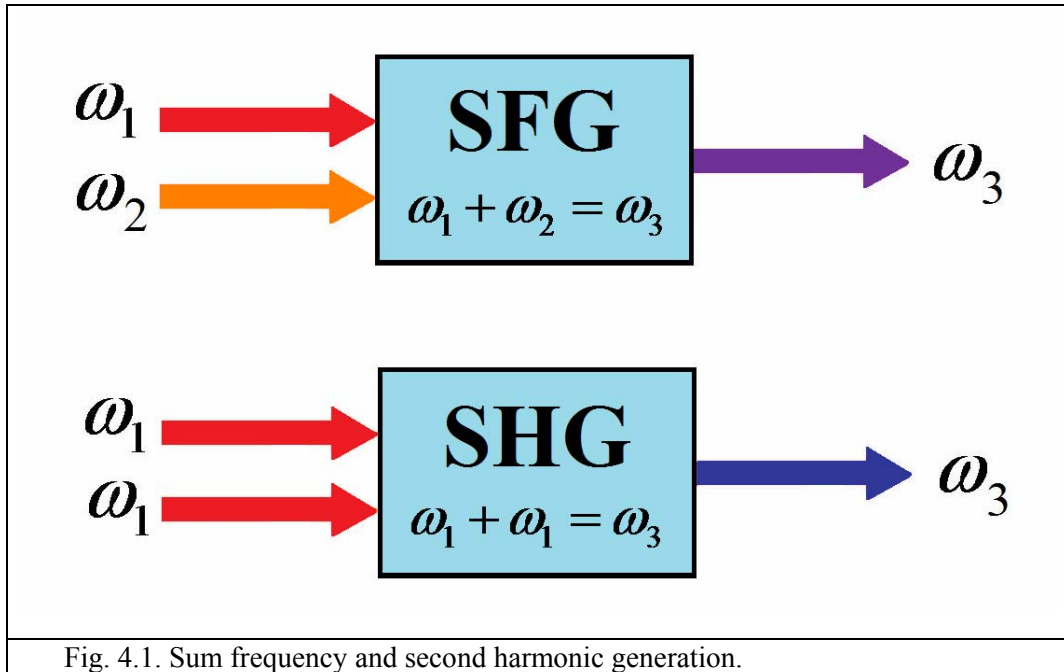 ω₁
ω₂
SFG
ω₁ + ω₂ = ω₃
ω₃
ω₁
ω₁
SHG
ω₁ + ω₁ = ω₃
ω₃
Fig. 4.1. Sum frequency and second harmonic generation.